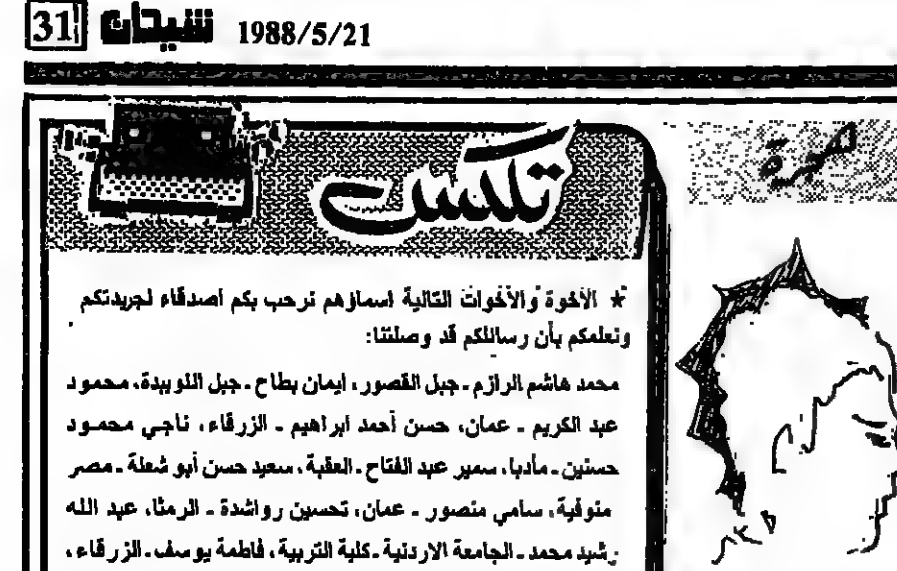 31 شيحان 1988/5/21
تلكس
★ الأخوة والأخوات التالية اسماؤهم نرحب بكم أصدقاء لجريدتكم
ونعلمكم بأن رسائلكم قد وصلتنا:
محمد هاشم الرازم ـ جبل القصور، ايمان بطاح ـ جبل اللويبدة، محمود
عبد الكريم ـ عمان، حسن أحمد ابراهيم ـ الزرقاء، ناجي محمود
حسنين ـ مأدبا، سمير عبد الفتاح ـ العقبة، سعيد حسن أبو شعلة ـ مصر
منوفية، سامي منصور ـ عمان، تحسين رواشدة ـ الرمثا، عبد الله
رشيد محمد ـ الجامعة الاردنية ـ كلية التربية، فاطمة يوسف ـ الزرقاء،